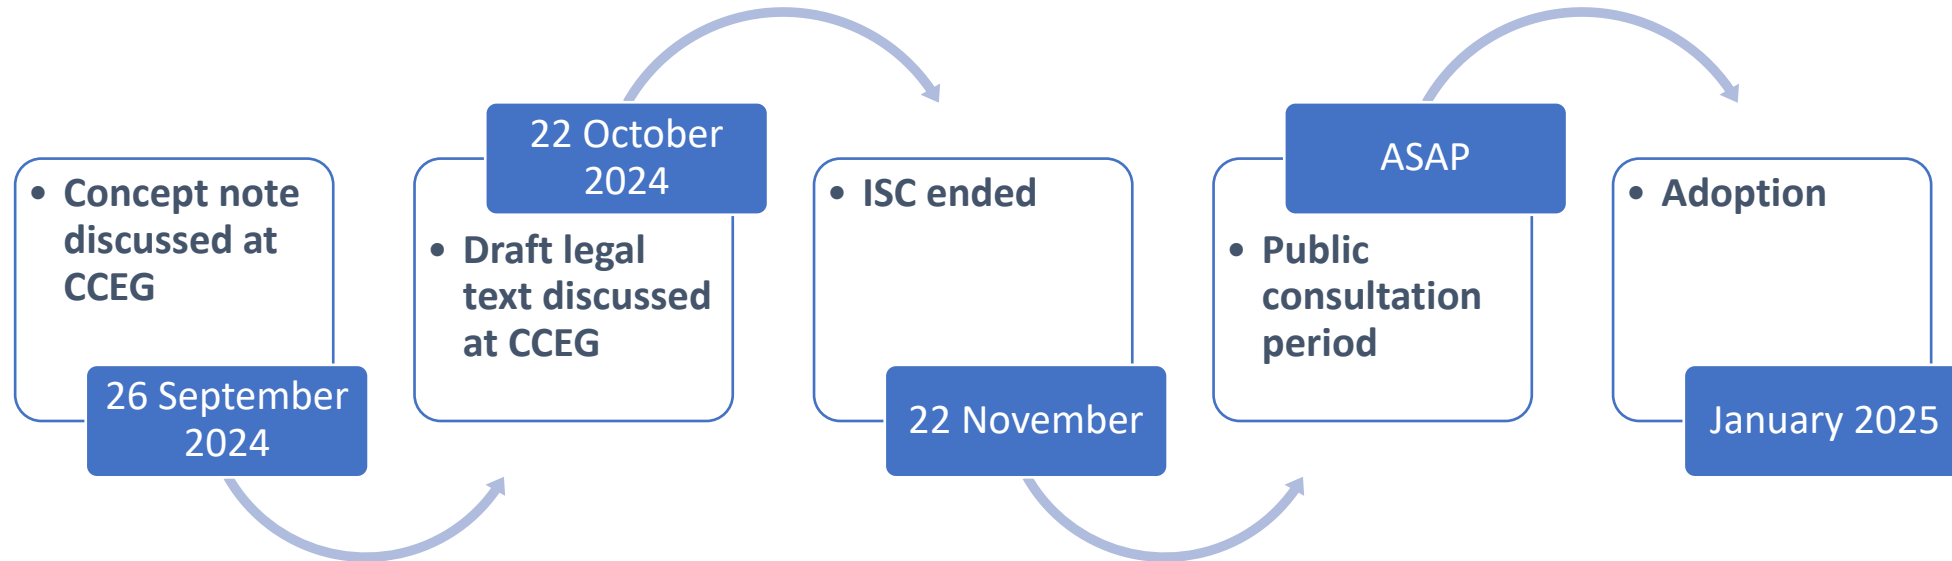 • Concept note
discussed at
CCEG
26 September
2024
22 October
2024
• Draft legal
text discussed
at CCEG
• ISC ended
22 November
ASAP
• Public
consultation
period
• Adoption
January 2025